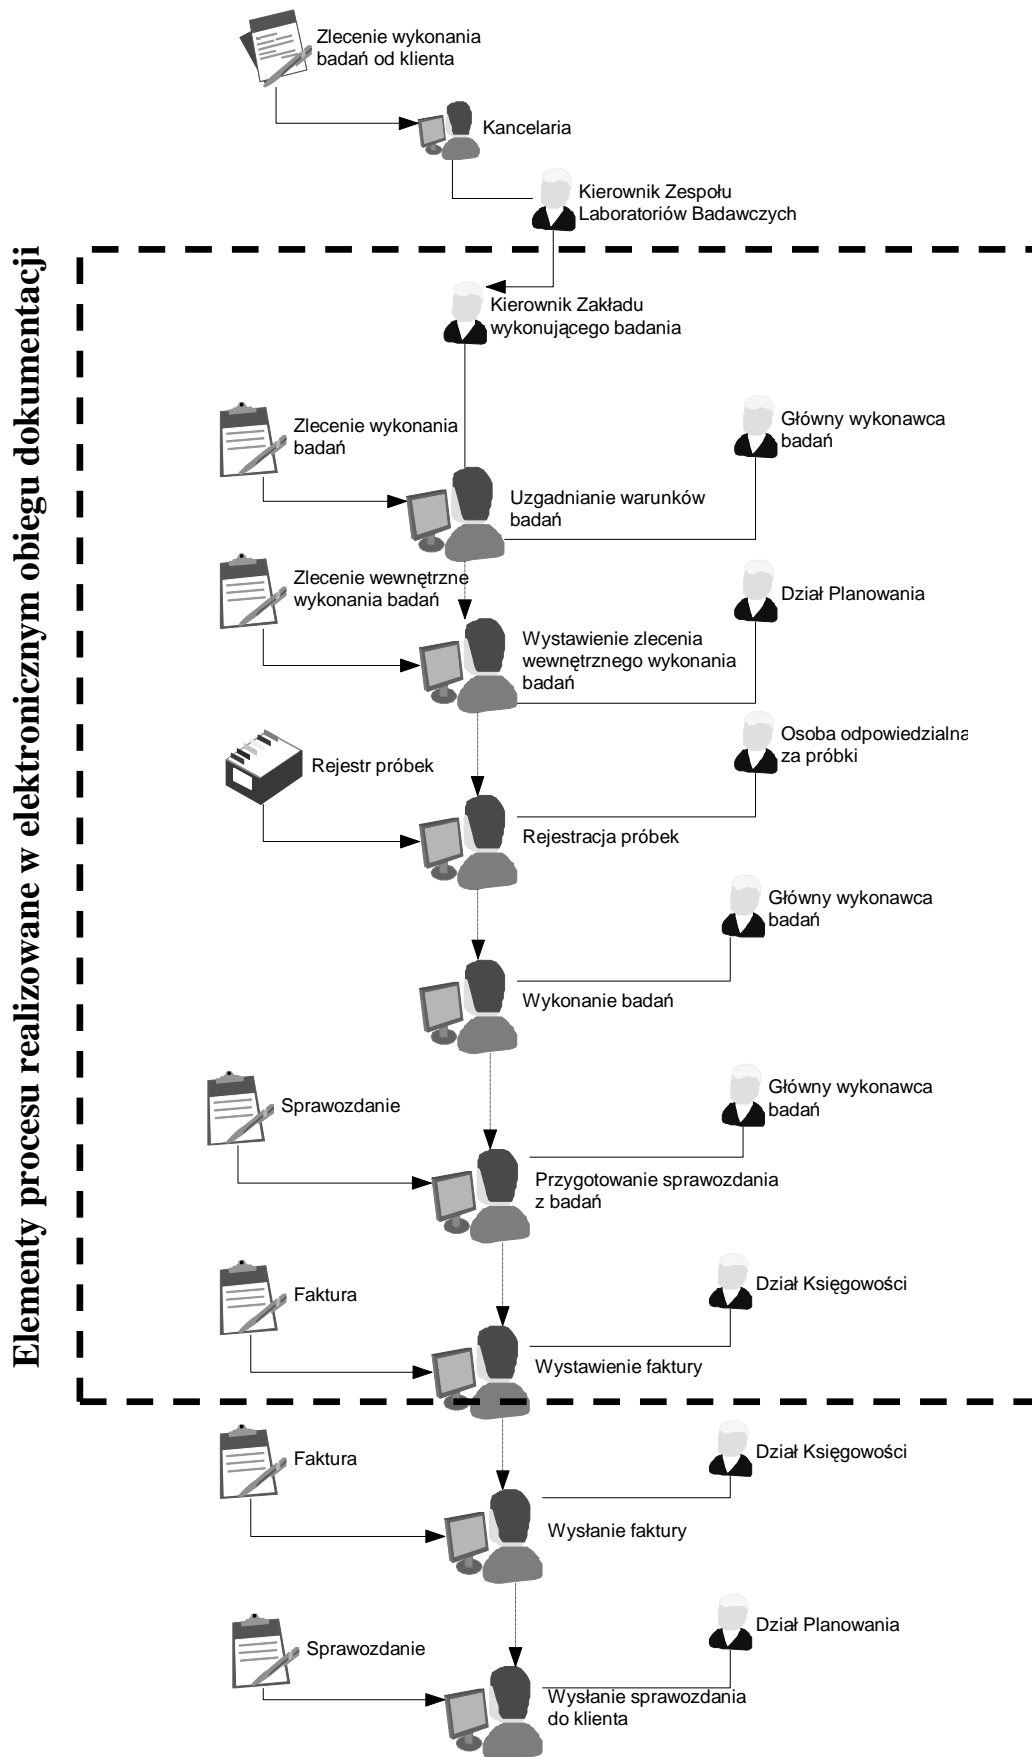 Zlecenie wykonania
badań od klienta
Kancelaria
Kierownik Zespołu
Laboratoriów Badawczych
Elementy procesu realizowane w elektronicznym obiegu dokumentacji
Kierownik Zakładu
wykonującego badania
Zlecenie wykonania
badań
Główny wykonawca
badań
Uzgadnianie warunków
badań
Zlecenie wewnętrzne
wykonania badań
Dział Planowania
Wystawienie zlecenia
wewnętrznego wykonania
badań
Rejestr próbek
Osoba odpowiedzialna
za próbki
Rejestracja próbek
Główny wykonawca
badań
Wykonanie badań
Sprawozdanie
Główny wykonawca
badań
Przygotowanie sprawozdania
z badań
Faktura
Dział Księgowości
Wystawienie faktury
Faktura
Dział Księgowości
Wysłanie faktury
Sprawozdanie
Dział Planowania
Wysłanie sprawozdania
do klienta